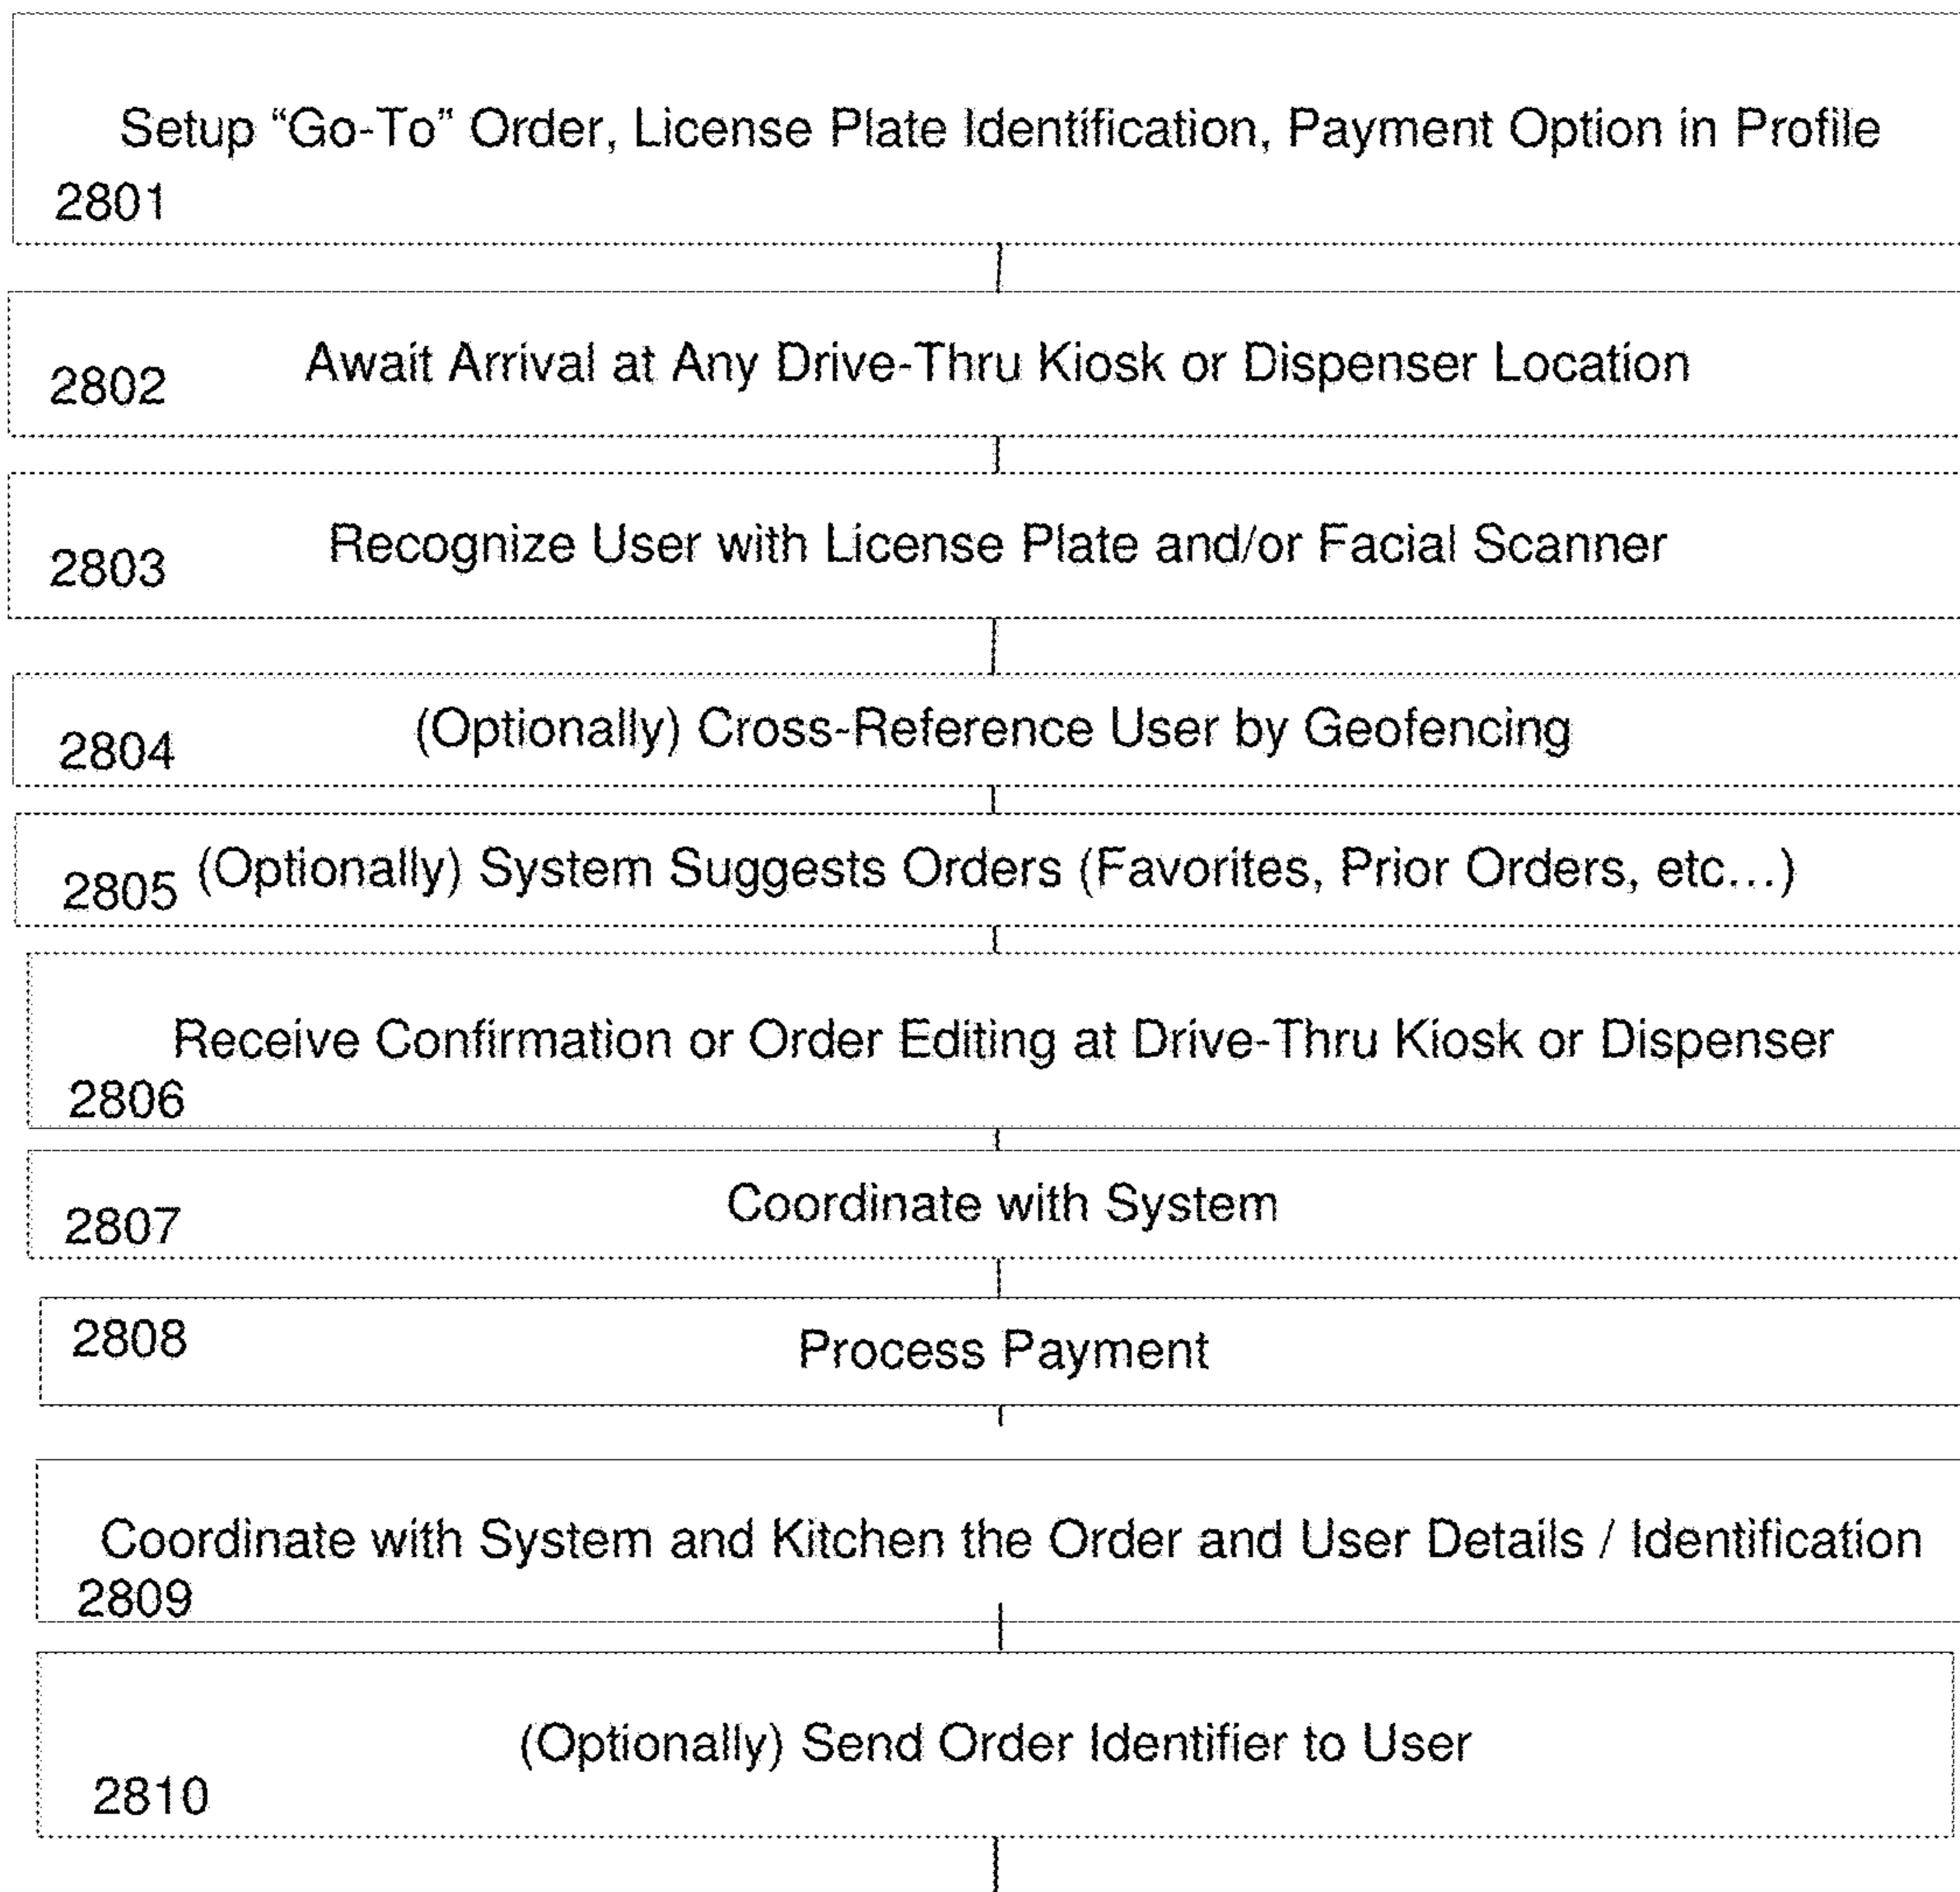 Setup “Go-To” Order, License Plate Identification, Payment Option in Profile
2801
2802 Await Arrival at Any Drive-Thru Kiosk or Dispenser Location
2803 Recognize User with License Plate and/or Facial Scanner
2804 (Optionally) Cross-Reference User by Geofencing
2805 (Optionally) System Suggests Orders (Favorites, Prior Orders, etc...)
Receive Confirmation or Order Editing at Drive-Thru Kiosk or Dispenser
2806
2807 Coordinate with System
2808 Process Payment
Coordinate with System and Kitchen the Order and User Details / Identification
2809
(Optionally) Send Order Identifier to User
2810